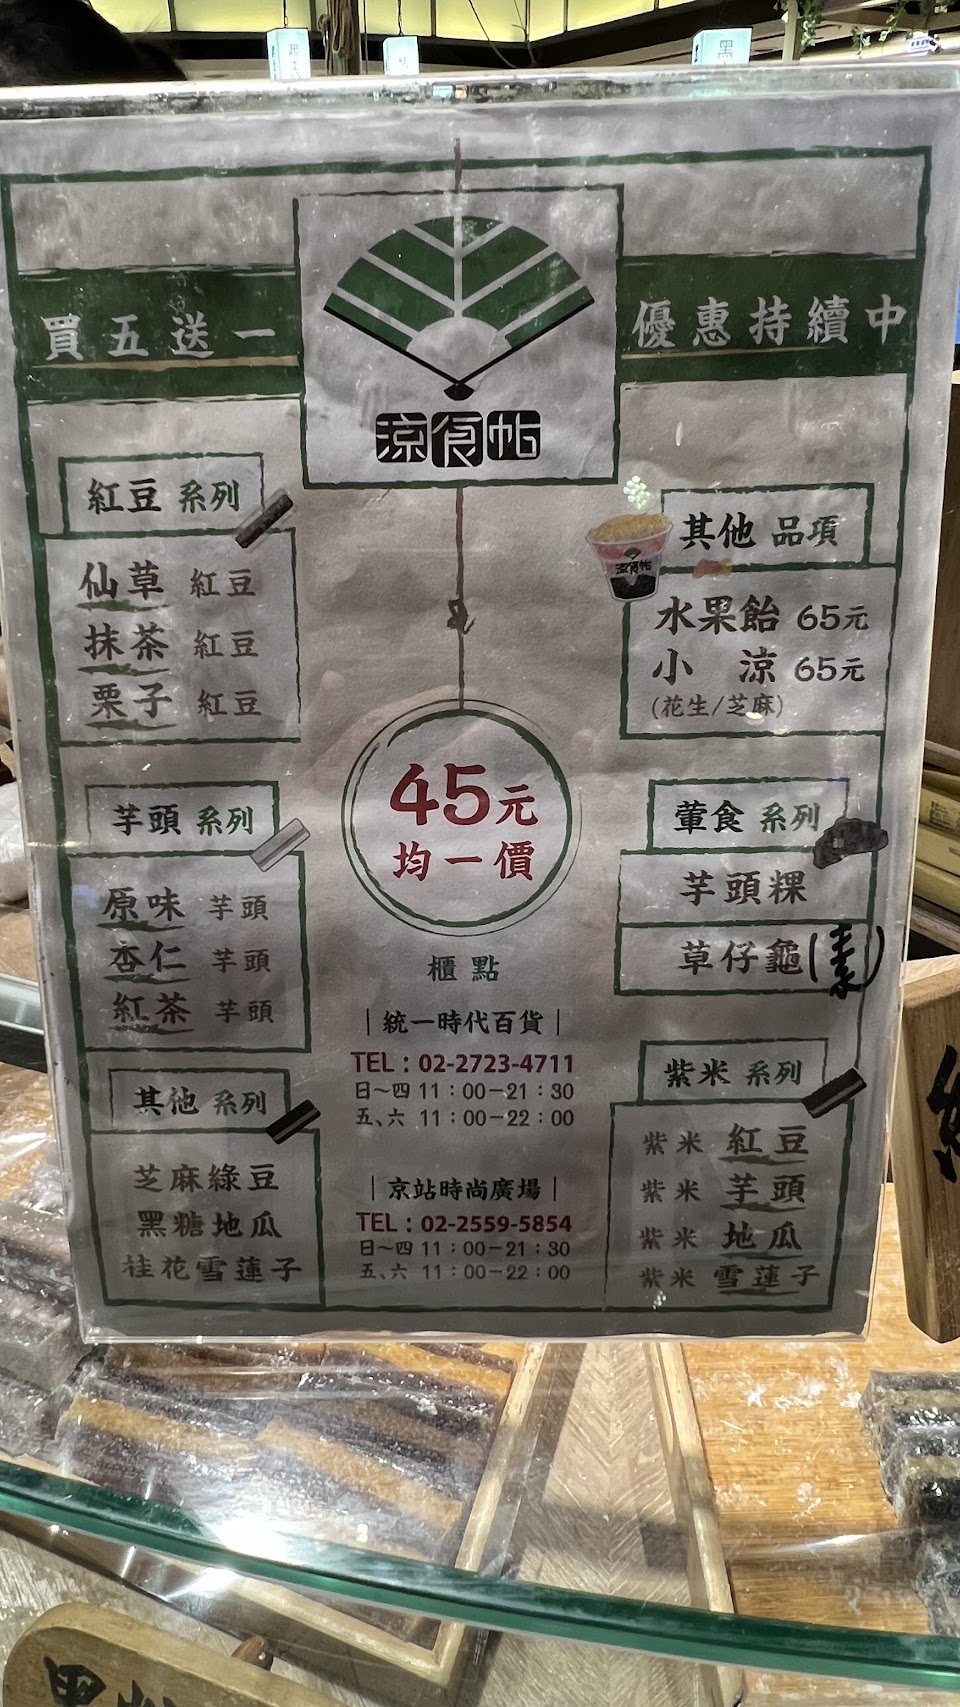 買五送一
優惠持續中
涼食帖
紅豆 系列
仙草 紅豆
抹茶 紅豆
栗子 紅豆
芋頭 系列
原味 芋頭
杏仁 芋頭
紅茶 芋頭
其他 系列
芝麻綠豆
黑糖地瓜
桂花雪蓮子
45元
均一價
櫃點
｜統一時代百貨｜
TEL：02-2723-4711
日～四 11：00－21：30
五、六 11：00－22：00
｜京站時尚廣場｜
TEL：02-2559-5854
日～四 11：00－21：30
五、六 11：00－22：00
其他 品項
涼食帖
水果飴 65元
小 涼 65元
(花生/芝麻)
葷食 系列
芋頭粿
草仔龜(素)
紫米 系列
紫米 紅豆
紫米 芋頭
紫米 地瓜
紫米 雪蓮子
黑